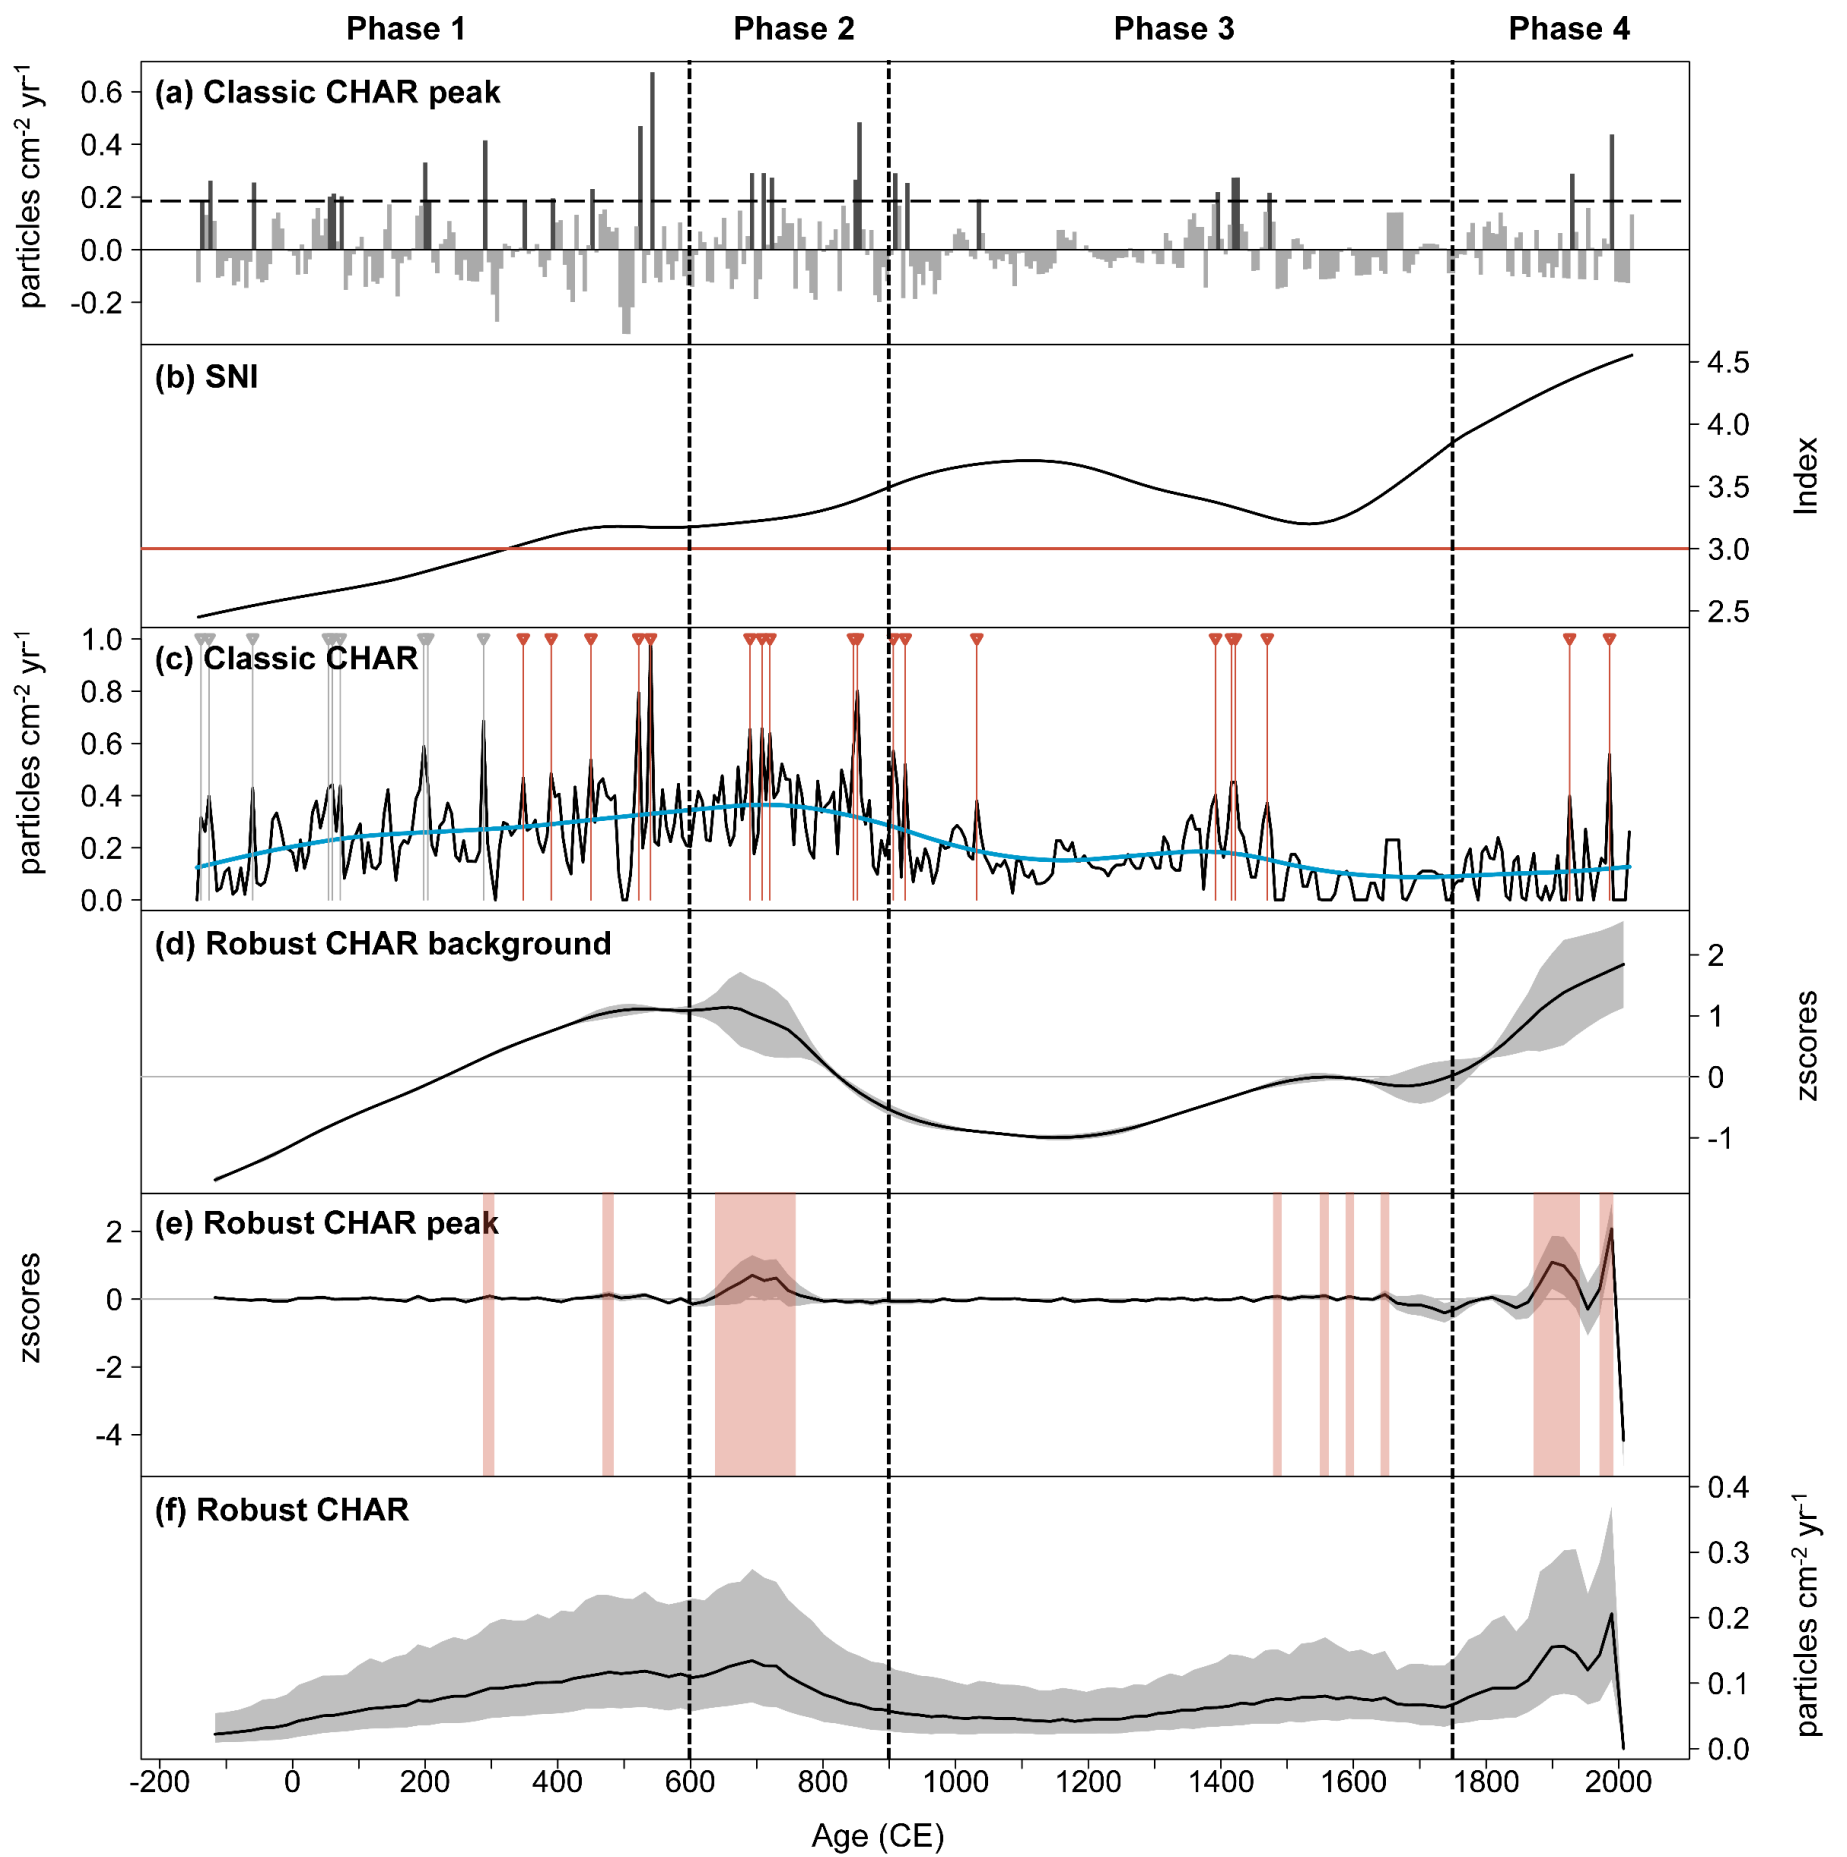 Phase 1 Phase 2 Phase 3 Phase 4
(a) Classic CHAR peak
particles cm-2 yr-1
0.6
0.4
0.2
0.0
-0.2
(b) SNI
4.5
4.0
3.5
3.0
2.5
Index
(c) Classic CHAR
particles cm-2 yr-1
1.0
0.8
0.6
0.4
0.2
0.0
(d) Robust CHAR background
2
1
0
-1
zscores
(e) Robust CHAR peak
zscores
2
0
-2
-4
(f) Robust CHAR
0.4
0.3
0.2
0.1
0.0
particles cm-2 yr-1
-200 0 200 400 600 800 1000 1200 1400 1600 1800 2000
Age (CE)